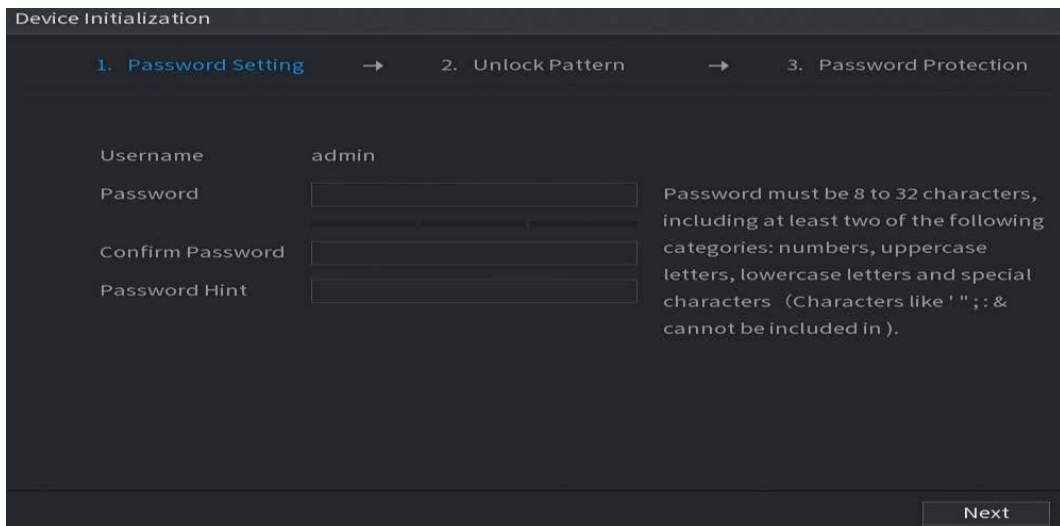 Device Initialization
1. Password Setting → 2. Unlock Pattern → 3. Password Protection
Username admin
Password
Password must be 8 to 32 characters,
including at least two of the following
categories: numbers, uppercase
letters, lowercase letters and special
characters（Characters like ' " ; : &
cannot be included in ).
Confirm Password
Password Hint
Next